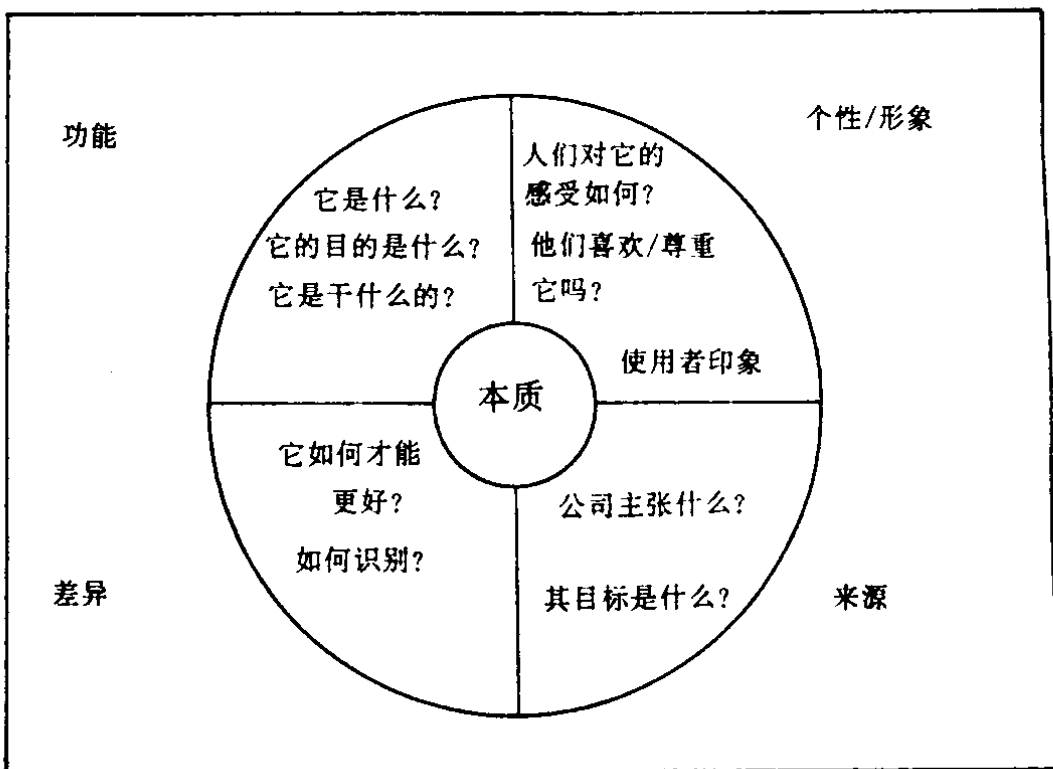 功能
个性/形象
它是什么?
它的目的是什么?
它是干什么的?
人们对它的
感受如何?
他们喜欢/尊重
它吗?
使用者印象
本质
它如何才能
更好?
如何识别?
差异
公司主张什么?
其目标是什么?
来源